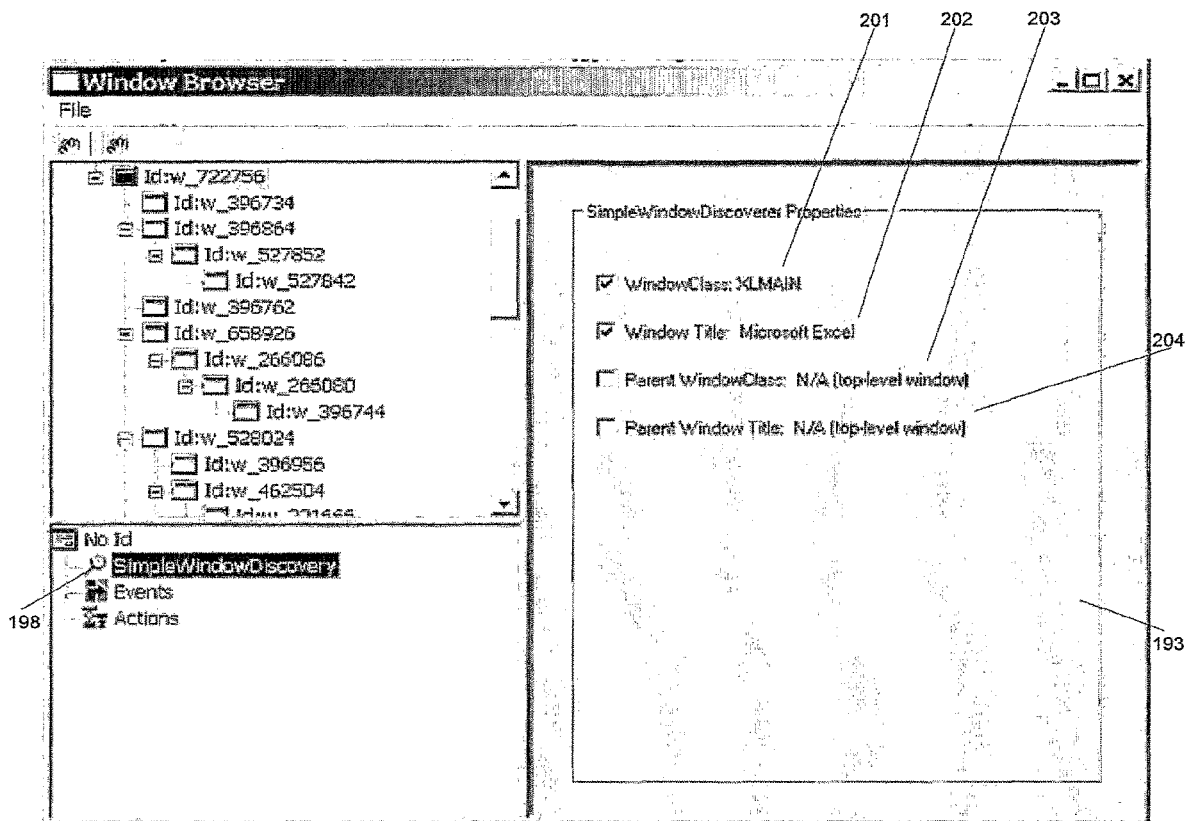 201 202 203
Window Browser
File
Id:w_722756
Id:w_396734
Id:w_396864
Id:w_527852
Id:w_527842
Id:w_396762
Id:w_658926
Id:w_266086
Id:w_265080
Id:w_396744
Id:w_528024
Id:w_396956
Id:w_462504
SimpleWindowDiscoverer Properties
WindowClass: XLMAIN
Window Title: Microsoft Excel
Parent WindowClass: N/A (top-level window)
Parent Window Title: N/A (top-level window)
204
193
No Id
SimpleWindowDiscovery
Events
Actions
198